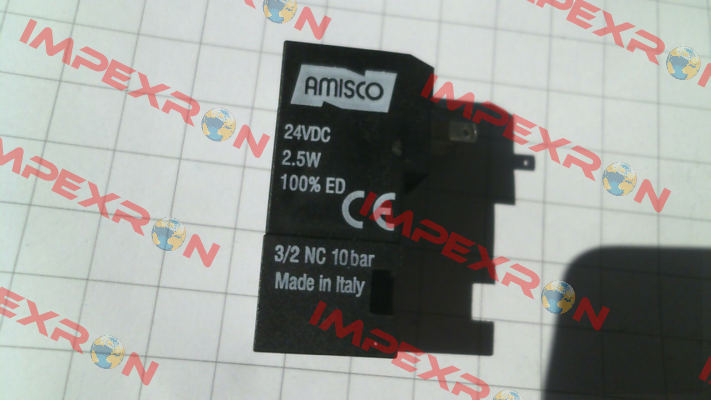 AMISCO
24VDC
2.5W
100% ED
CE
3/2 NC 10bar
Made in Italy
IMPEXRON
IMPEXRON
IMPEXRON
IMPEXRON
IMPEXRON
IMPEXRON